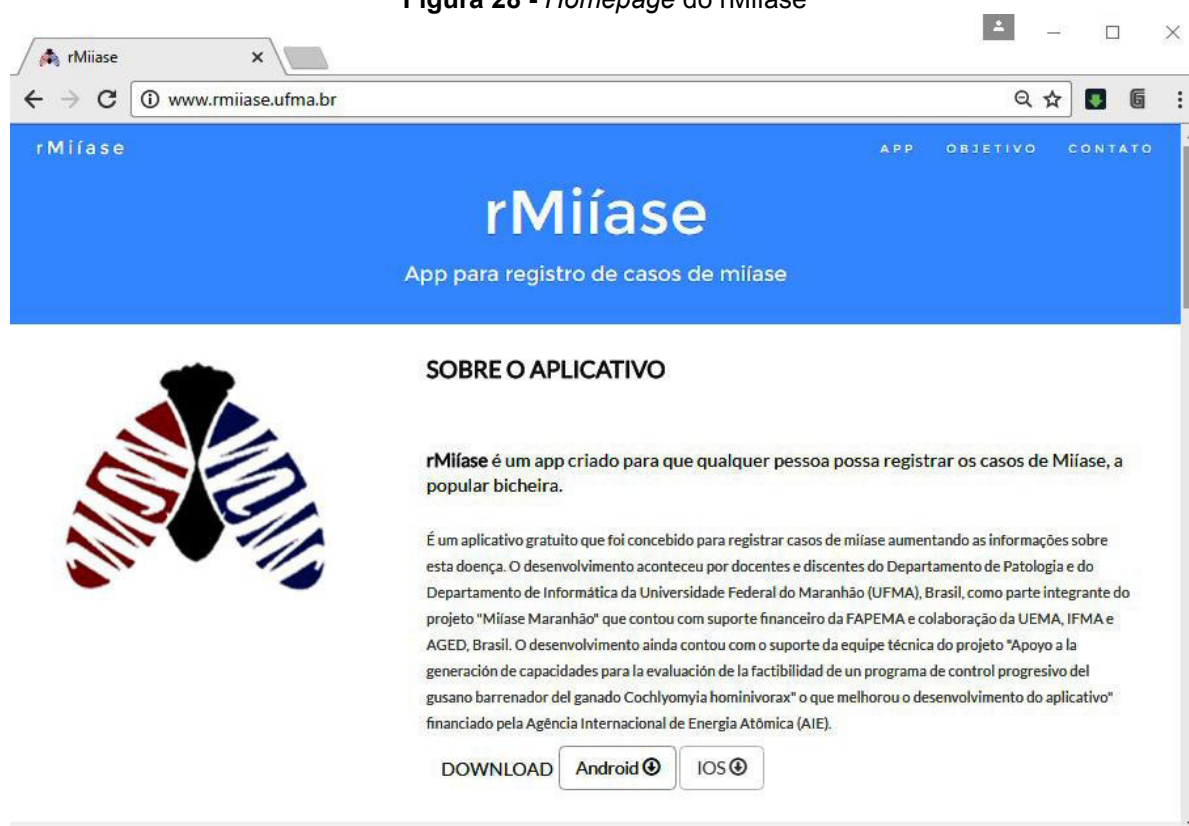 Figura 28 - Homepage do rMiíase
rMiiase
www.rmiiase.ufma.br
rMiíase
APP OBJETIVO CONTATO
rMiíase
App para registro de casos de miíase
SOBRE O APLICATIVO
rMiíase é um app criado para que qualquer pessoa possa registrar os casos de Miíase, a
popular bicheira.
É um aplicativo gratuito que foi concebido para registrar casos de miíase aumentando as informações sobre
esta doença. O desenvolvimento aconteceu por docentes e discentes do Departamento de Patologia e do
Departamento de Informática da Universidade Federal do Maranhão (UFMA), Brasil, como parte integrante do
projeto "Miíase Maranhão" que contou com suporte financeiro da FAPEMA e colaboração da UEMA, IFMA e
AGED, Brasil. O desenvolvimento ainda contou com o suporte da equipe técnica do projeto "Apoyo a la
generación de capacidades para la evaluación de la factibilidad de un programa de control progresivo del
gusano barrenador del ganado Cochlyomyia hominivorax" o que melhorou o desenvolvimento do aplicativo"
financiado pela Agência Internacional de Energia Atômica (AIE).
DOWNLOAD Android IOS